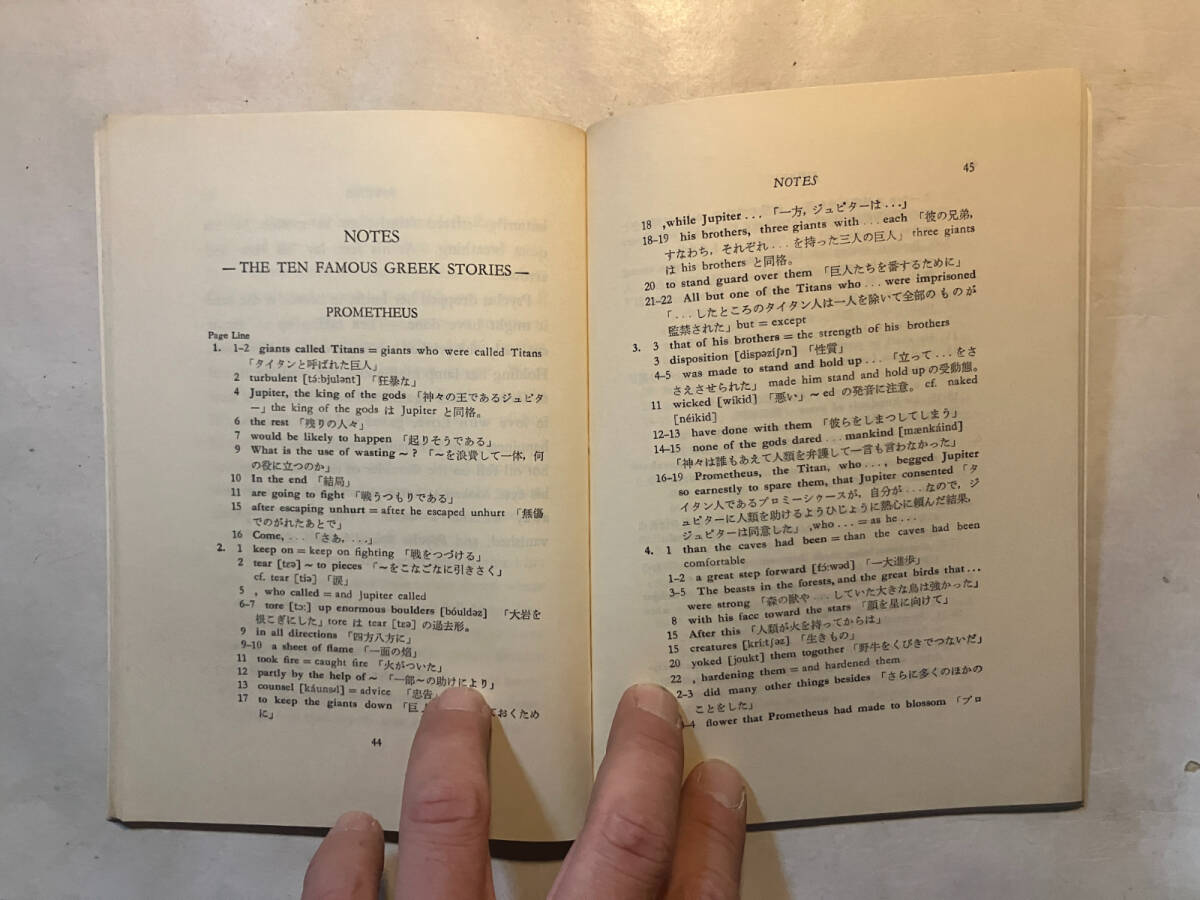 NOTES
— THE TEN FAMOUS GREEK STORIES —
PROMETHEUS
Page Line
1. 1–2 giants called Titans = giants who were called Titans
「タイタンと呼ばれた巨人」
2 turbulent [tə́:bjulənt] 「狂暴な」
4 Jupiter, the king of the gods 「神々の王であるジュピタ
ー」 the king of the gods は Jupiter と同格。
6 the rest 「残りの人々」
7 would be likely to happen 「起りそうである」
9 What is the use of wasting ~ ? 「~を浪費して一体, 何
の役に立つのか」
10 In the end 「結局」
11 are going to fight 「戦うつもりである」
15 after escaping unhurt = after he escaped unhurt 「無傷
でのがれたあとで」
16 Come, . . . 「さあ, . . .」
2. 1 keep on = keep on fighting 「戦をつづける」
2 tear [tɛə] ~ to pieces 「~をこなごなに引きさく」
cf. tear [tiə] 「涙」
5 , who called = and Jupiter called
6–7 tore [tɔ:] up enormous boulders [bóuldəz] 「大岩を
根こぎにした」 tore は tear [tɛə] の過去形。
9 in all directions 「四方八方に」
9–10 a sheet of flame 「一面の焰」
11 took fire = caught fire 「火がついた」
12 partly by the help of ~ 「一部~の助けにより」
13 counsel [káunsəl] = advice 「忠告」
17 to keep the giants down 「巨 ておくため
に」
44
NOTES
45
18 ,while Jupiter . . . 「一方, ジュピターは . . .」
18–19 his brothers, three giants with . . . each 「彼の兄弟,
すなわち, それぞれ . . . を持った三人の巨人」 three giants
は his brothers と同格。
20 to stand guard over them 「巨人たちを番するために」
21–22 All but one of the Titans who . . . were imprisoned
「. . . したところのタイタン人は一人を除いて全部のものが
監禁された」 but = except
3. 3 that of his brothers = the strength of his brothers
3 disposition [dispəziʃən] 「性質」
4–5 was made to stand and hold up . . . 「立って . . . をさ
さえさせられた」 made him stand and hold up の受動態。
11 wicked [wikid] 「悪い」 ~ ed の発音に注意。 cf. naked
[néikid]
12–13 have done with them 「彼らをしまつしてしまう」
14–15 none of the gods dared . . . mankind [mænkáind]
「神々は誰もあえて人類を弁護して一言も言わなかった」
16–19 Prometheus, the Titan, who . . . , begged Jupiter
so earnestly to spare them, that Jupiter consented 「タ
イタン人であるプロミーシゥースが, 自分が . . . なので, ジ
ュピターに人類を助けるようひじょうに熱心に頼んだ結果,
ジュピターは同意した」 ,who . . . = as he . . .
4. 1 than the caves had been = than the caves had been
comfortable
1–2 a great step forward [fɔ́:wəd] 「一大進歩」
3–5 The beasts in the forests, and the great birds that . . .
were strong 「森の獣や . . . していた大きな鳥は強かった」
8 with his face toward the stars 「顔を星に向けて」
15 After this 「人類が火を持ってからは」
15 creatures [kri:tʃəz] 「生きもの」
20 yoked [joukt] them together 「野牛をくびきでつないだ」
22 , hardening them = and hardened them
2–3 did many other things besides 「さらに多くのほかの
ことをした」
–4 flower that Prometheus had made to blossom 「プロ